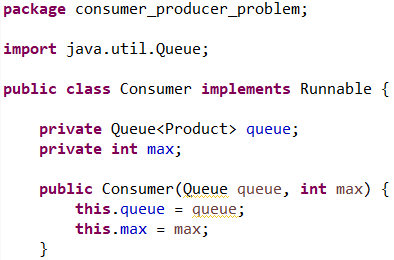 package consumer_producer_problem;
import java.util.Queue;
public class Consumer implements Runnable {
private Queue<Product> queue;
private int max;
public Consumer(Queue queue, int max) {
this.queue = queue;
this.max = max;
}